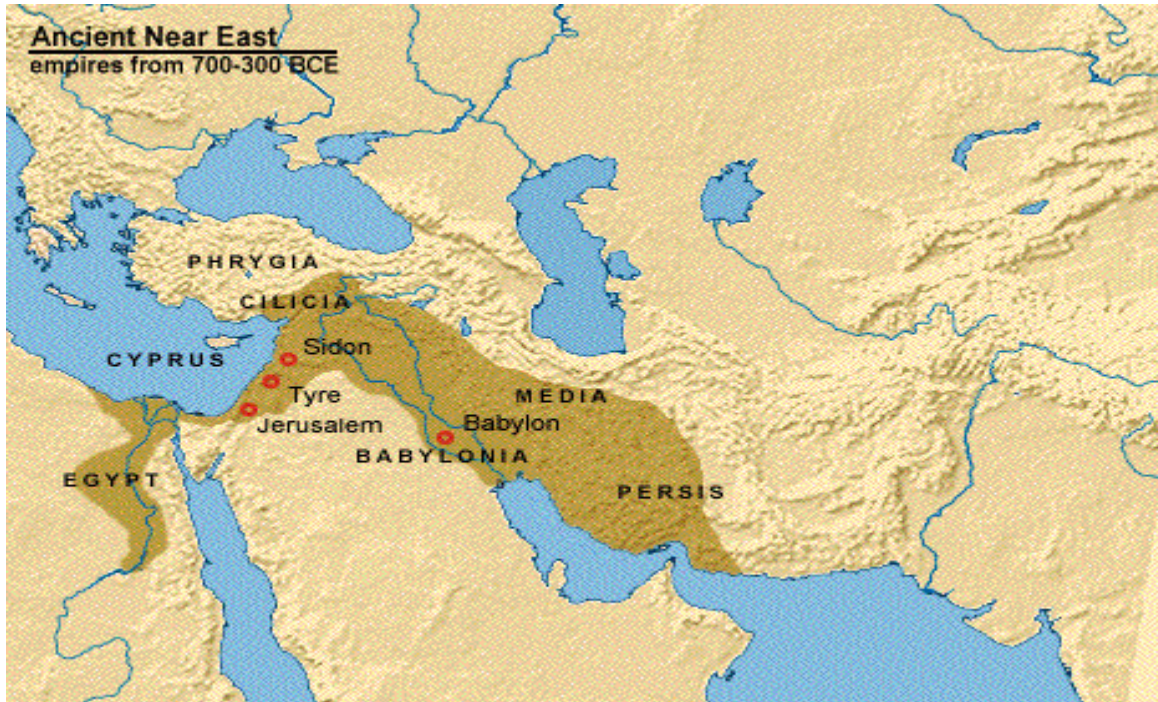 Ancient Near East
empires from 700-300 BCE
PHRYGIA
CILICIA
Sidon
CYPRUS
Tyre
MEDIA
Jerusalem
Babylon
BABYLONIA
EGYPT
PERSIS